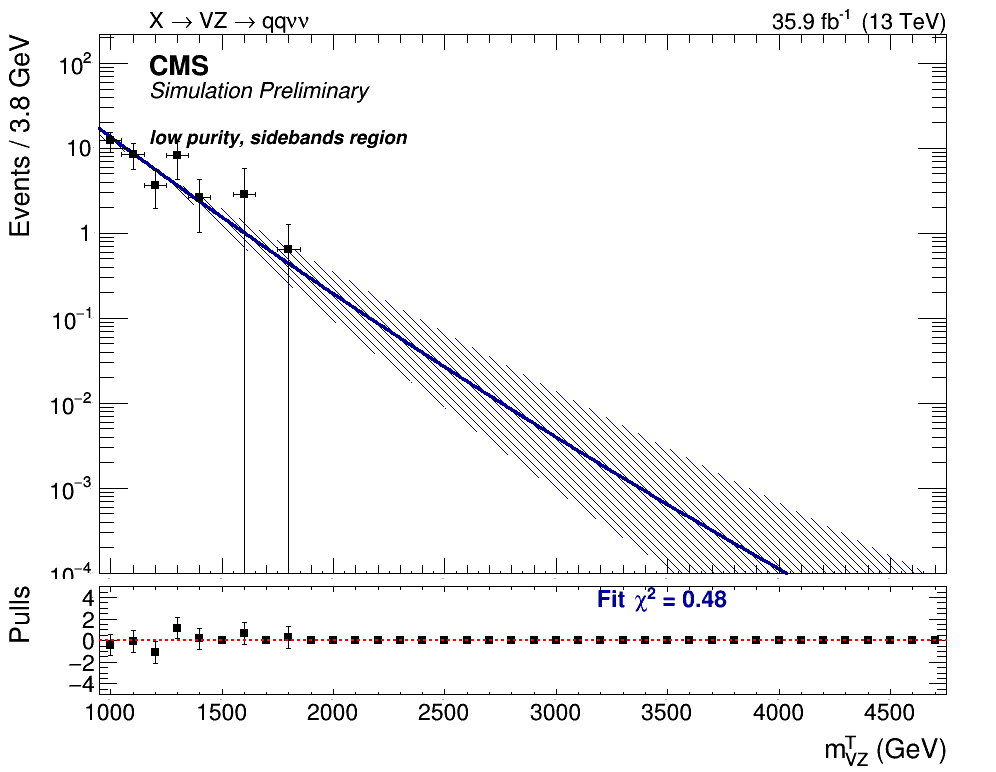 X → VZ → qqνν
35.9 fb⁻¹ (13 TeV)
Events / 3.8 GeV
CMS
Simulation Preliminary
low purity, sidebands region
10²
10
1
10⁻¹
10⁻²
10⁻³
10⁻⁴
Pulls
Fit χ² = 0.48
4
2
0
−2
−4
1000 1500 2000 2500 3000 3500 4000 4500
m_VZ^T (GeV)